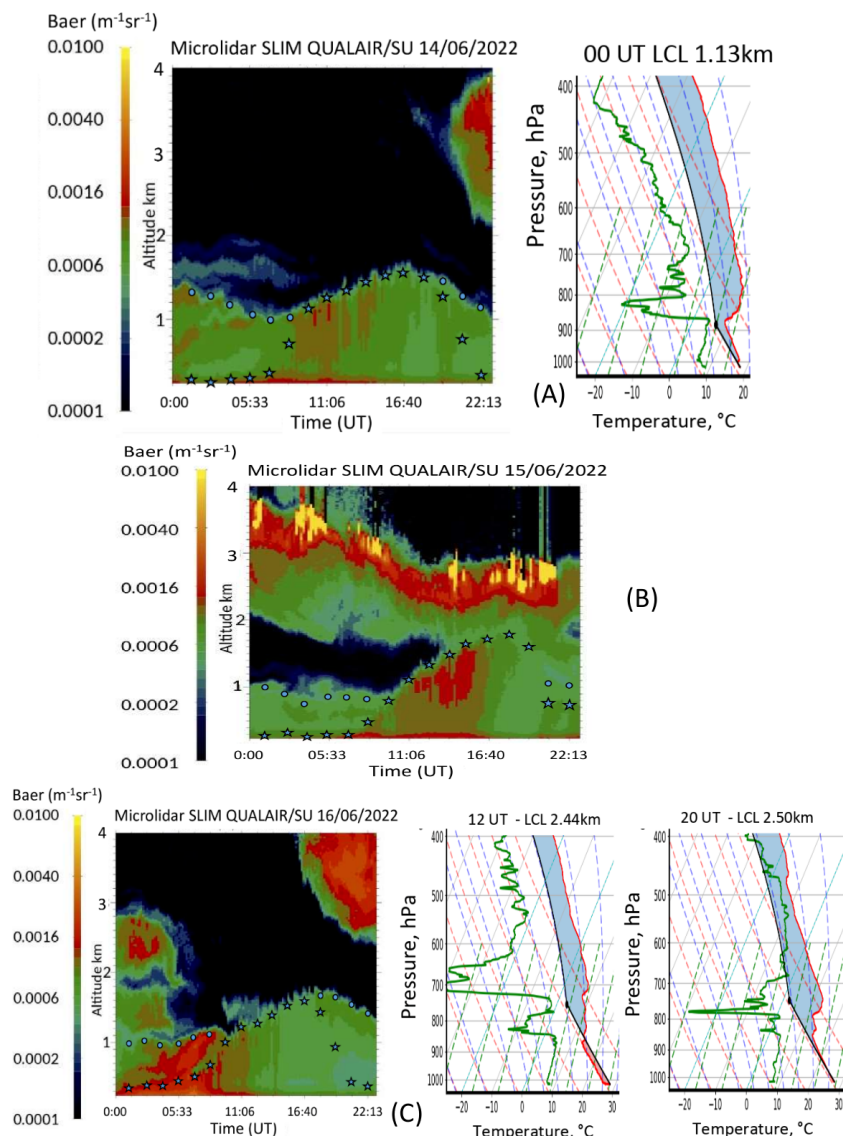 Baer (m⁻¹sr⁻¹)
Microlidar SLIM QUALAIR/SU 14/06/2022
0.0100
0.0040
0.0016
0.0006
0.0002
0.0001
Altitude km
4
3
2
1
0:00 05:33 11:06 16:40 22:13
Time (UT)
00 UT LCL 1.13km
Pressure, hPa
400
500
600
700
800
900
1000
−20 −10 0 10 20
Temperature, °C
(A)
Baer (m⁻¹sr⁻¹)
Microlidar SLIM QUALAIR/SU 15/06/2022
0.0100
0.0040
0.0016
0.0006
0.0002
0.0001
Altitude km
4
3
2
1
0:00 05:33 11:06 16:40 22:13
Time (UT)
(B)
Baer (m⁻¹sr⁻¹)
Microlidar SLIM QUALAIR/SU 16/06/2022
0.0100
0.0040
0.0016
0.0006
0.0002
0.0001
Altitude km
4
3
2
1
0:00 05:33 11:06 16:40 22:13
Time (UT)
(C)
12 UT - LCL 2.44km
Pressure, hPa
400
500
600
700
800
900
1000
−20 −10 0 10 20 30
Temperature, °C
20 UT - LCL 2.50km
Pressure, hPa
400
500
600
700
800
900
1000
−20 −10 0 10 20 30
Temperature, °C